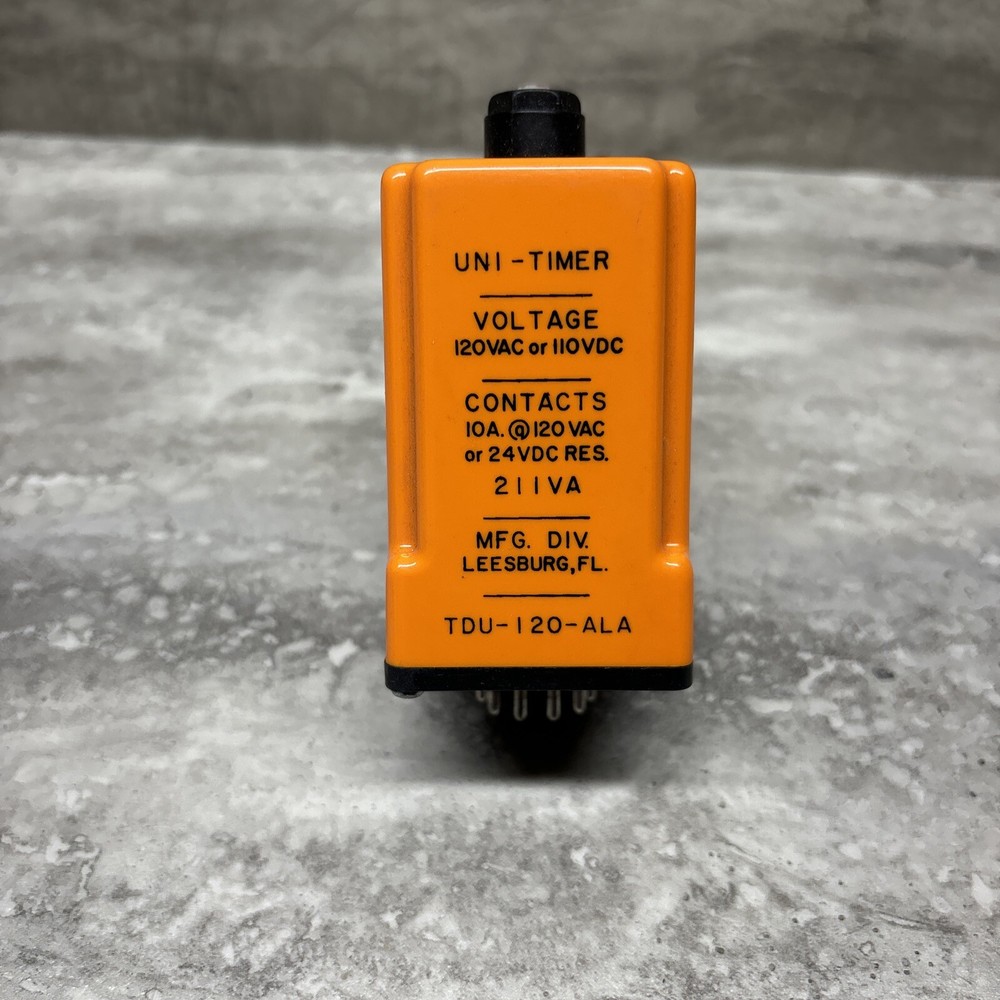 UNI-TIMER
VOLTAGE
120VAC or 110VDC
CONTACTS
10A. @ 120 VAC
or 24VDC RES.
211VA
MFG. DIV.
LEESBURG, FL.
TDU-120-ALA